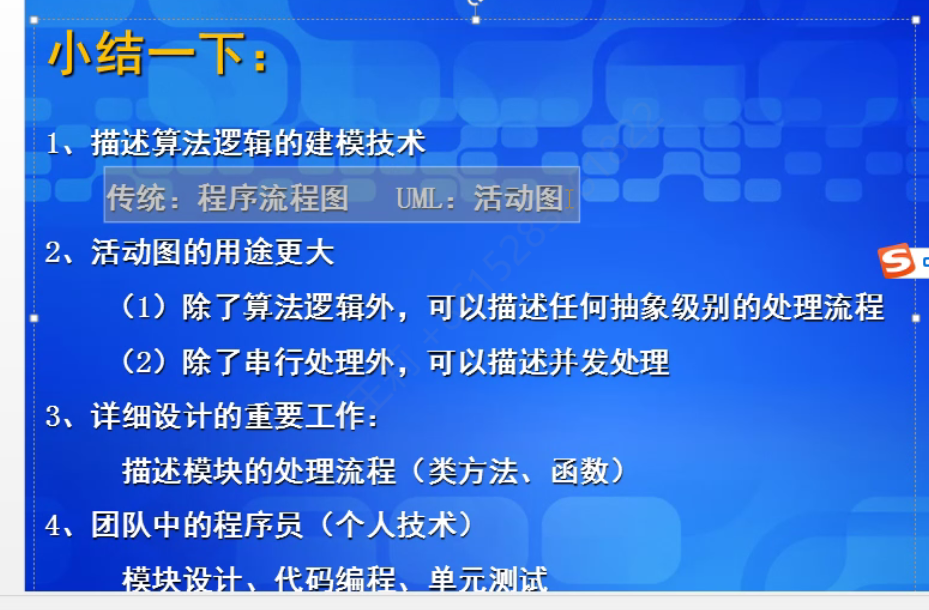 小结一下：
1、描述算法逻辑的建模技术
传统：程序流程图 UML：活动图
2、活动图的用途更大
（1）除了算法逻辑外，可以描述任何抽象级别的处理流程
（2）除了串行处理外，可以描述并发处理
3、详细设计的重要工作：
描述模块的处理流程（类方法、函数）
4、团队中的程序员（个人技术）
模块设计、代码编程、单元测试